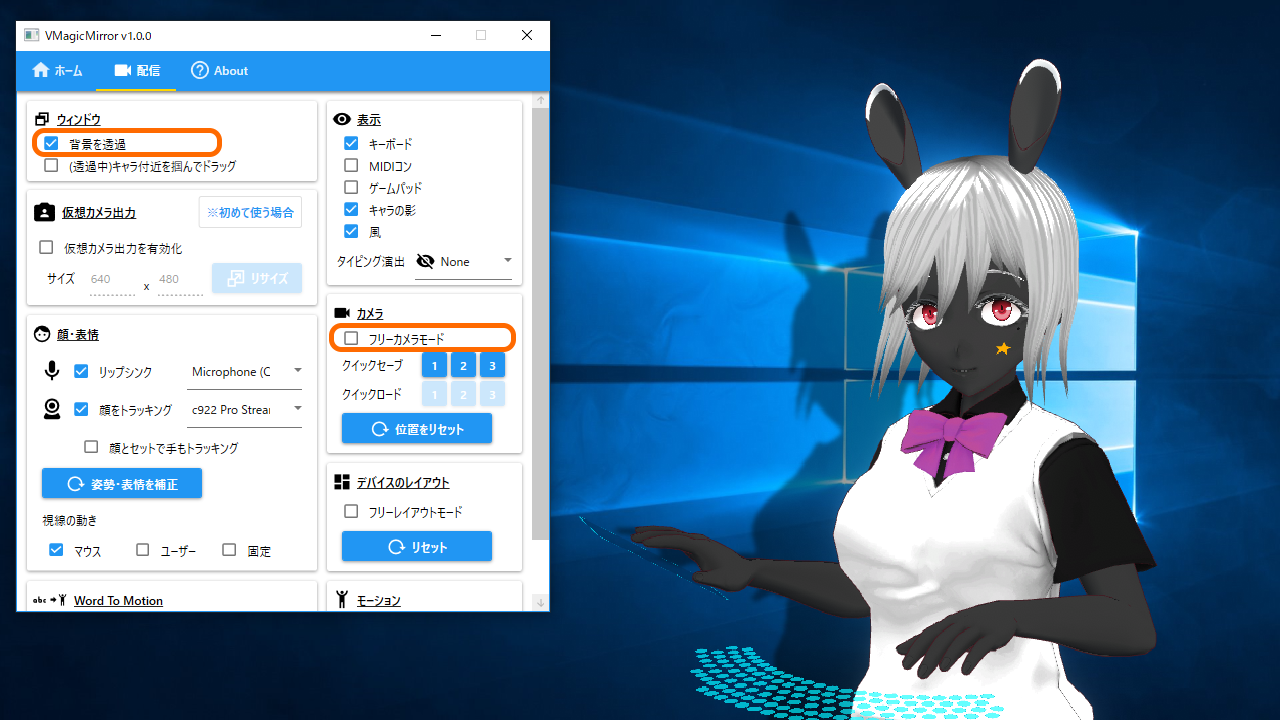 VMagicMirror v1.0.0
ホーム
配信
About
ウィンドウ
背景を透過
(透過中)キャラ付近を掴んでドラッグ
仮想カメラ出力
※初めて使う場合
仮想カメラ出力を有効化
サイズ 640 x 480 リサイズ
顔・表情
リップシンク Microphone (C
顔をトラッキング c922 Pro Strear
顔とセットで手もトラッキング
姿勢・表情を補正
視線の動き
マウス ユーザー 固定
abc Word To Motion
表示
キーボード
MIDIコン
ゲームパッド
キャラの影
風
タイピング演出 None
カメラ
フリーカメラモード
クイックセーブ 1 2 3
クイックロード 1 2 3
位置をリセット
デバイスのレイアウト
フリーレイアウトモード
リセット
モーション